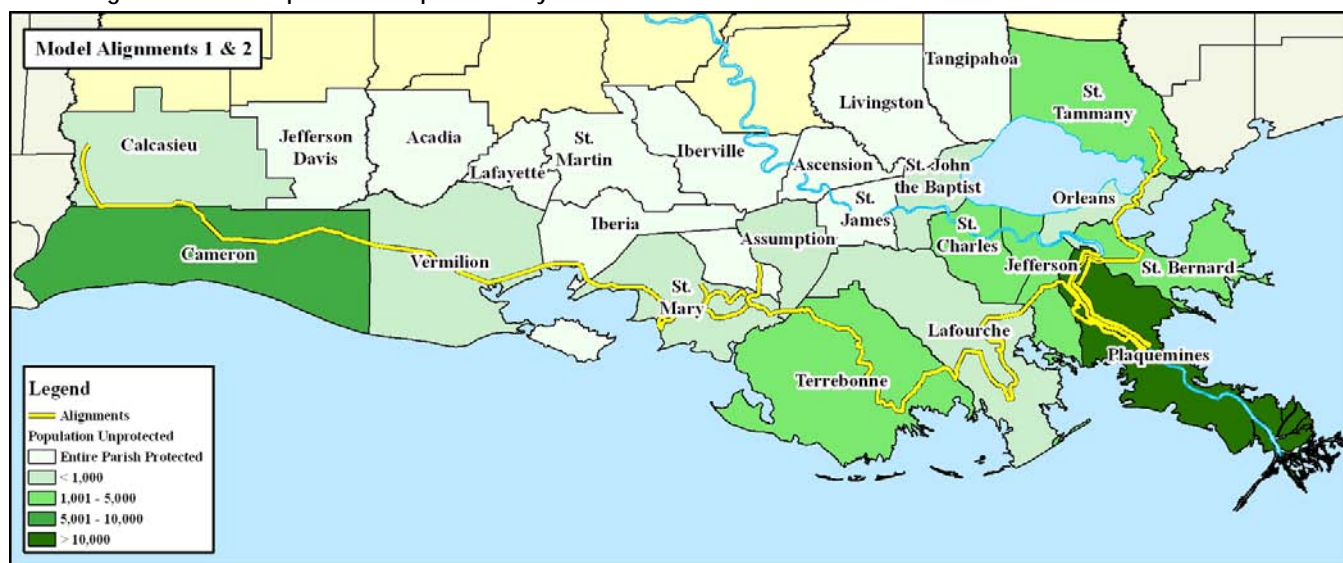 Model Alignments 1 & 2
Tangipahoa
St.
Tammany
Livingston
Calcasieu
Jefferson
Davis
Acadia
St.
Martin
Iberville
Lafayette
Ascension
St. John
the Baptist
Orleans
St.
James
Iberia
Assumption
St.
Charles
Cameron
Vermilion
Jefferson
St. Bernard
St.
Mary
Lafourche
Plaquemines
Terrebonne
Legend
Alignments
Population Unprotected
Entire Parish Protected
< 1,000
1,001 - 5,000
5,001 - 10,000
> 10,000